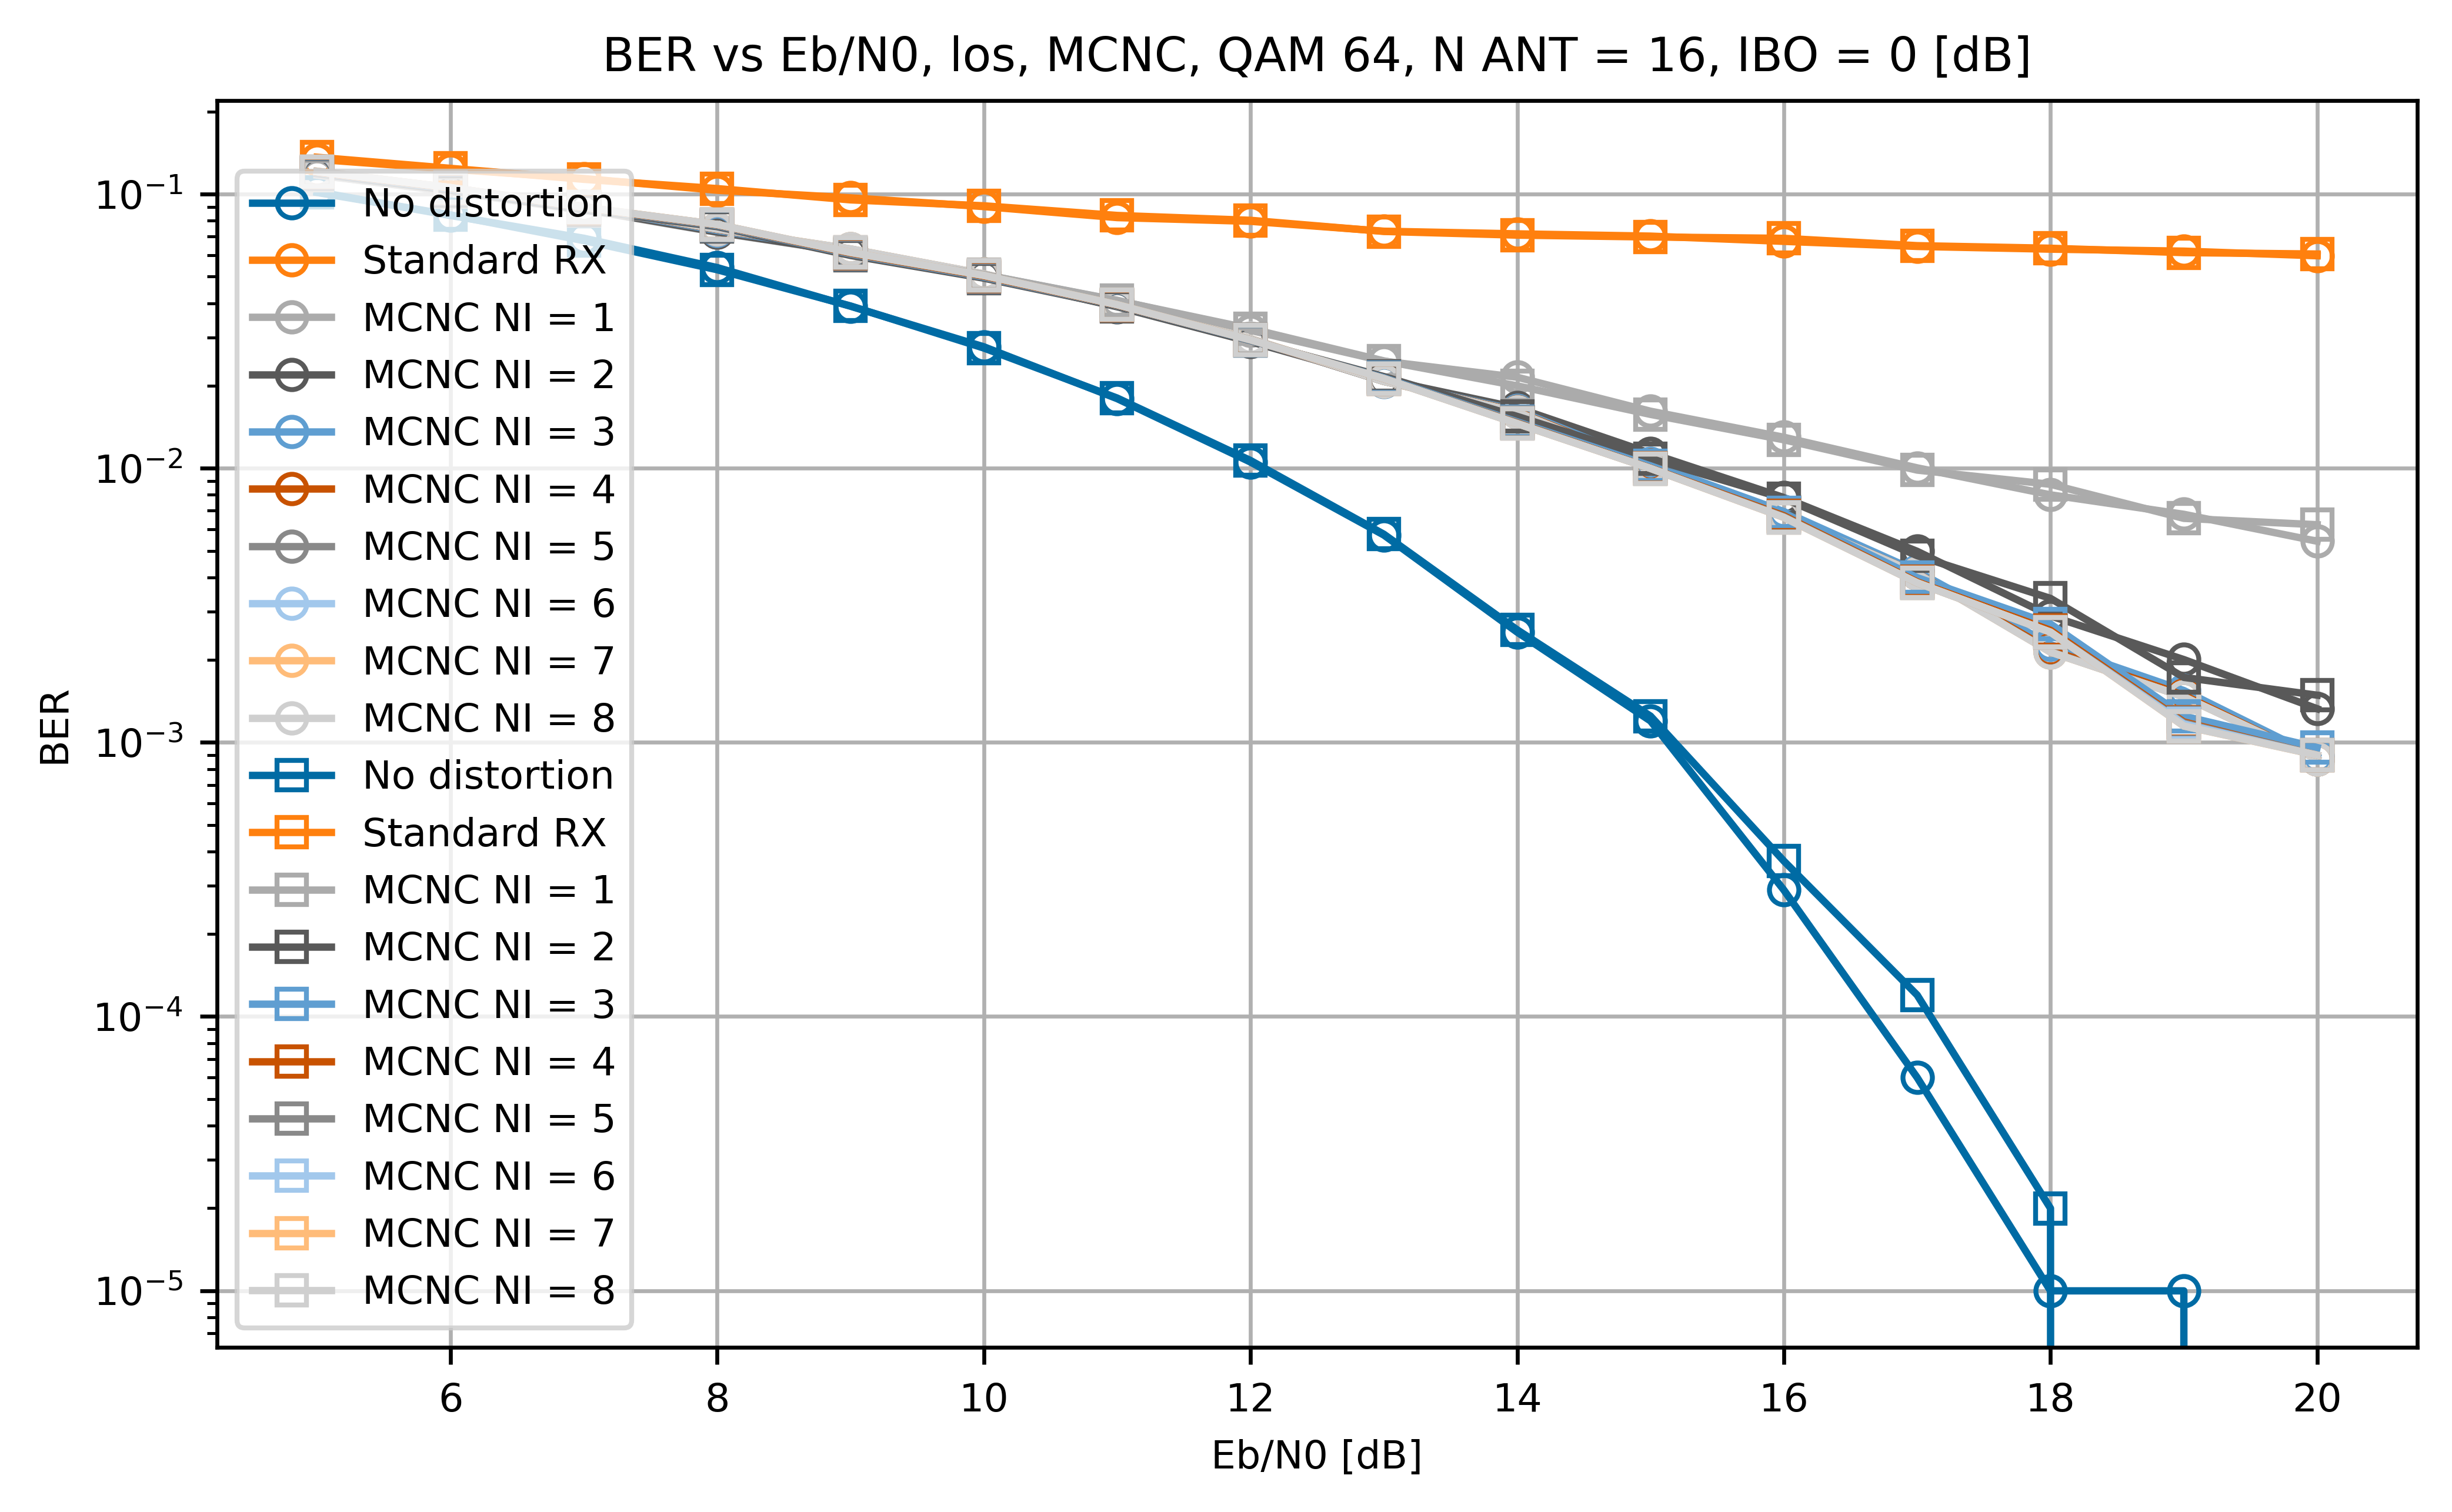 BER vs Eb/N0, los, MCNC, QAM 64, N ANT = 16, IBO = 0 [dB]
BER
10⁻¹
10⁻²
10⁻³
10⁻⁴
10⁻⁵
No distortion
Standard RX
MCNC NI = 1
MCNC NI = 2
MCNC NI = 3
MCNC NI = 4
MCNC NI = 5
MCNC NI = 6
MCNC NI = 7
MCNC NI = 8
No distortion
Standard RX
MCNC NI = 1
MCNC NI = 2
MCNC NI = 3
MCNC NI = 4
MCNC NI = 5
MCNC NI = 6
MCNC NI = 7
MCNC NI = 8
6 8 10 12 14 16 18 20
Eb/N0 [dB]